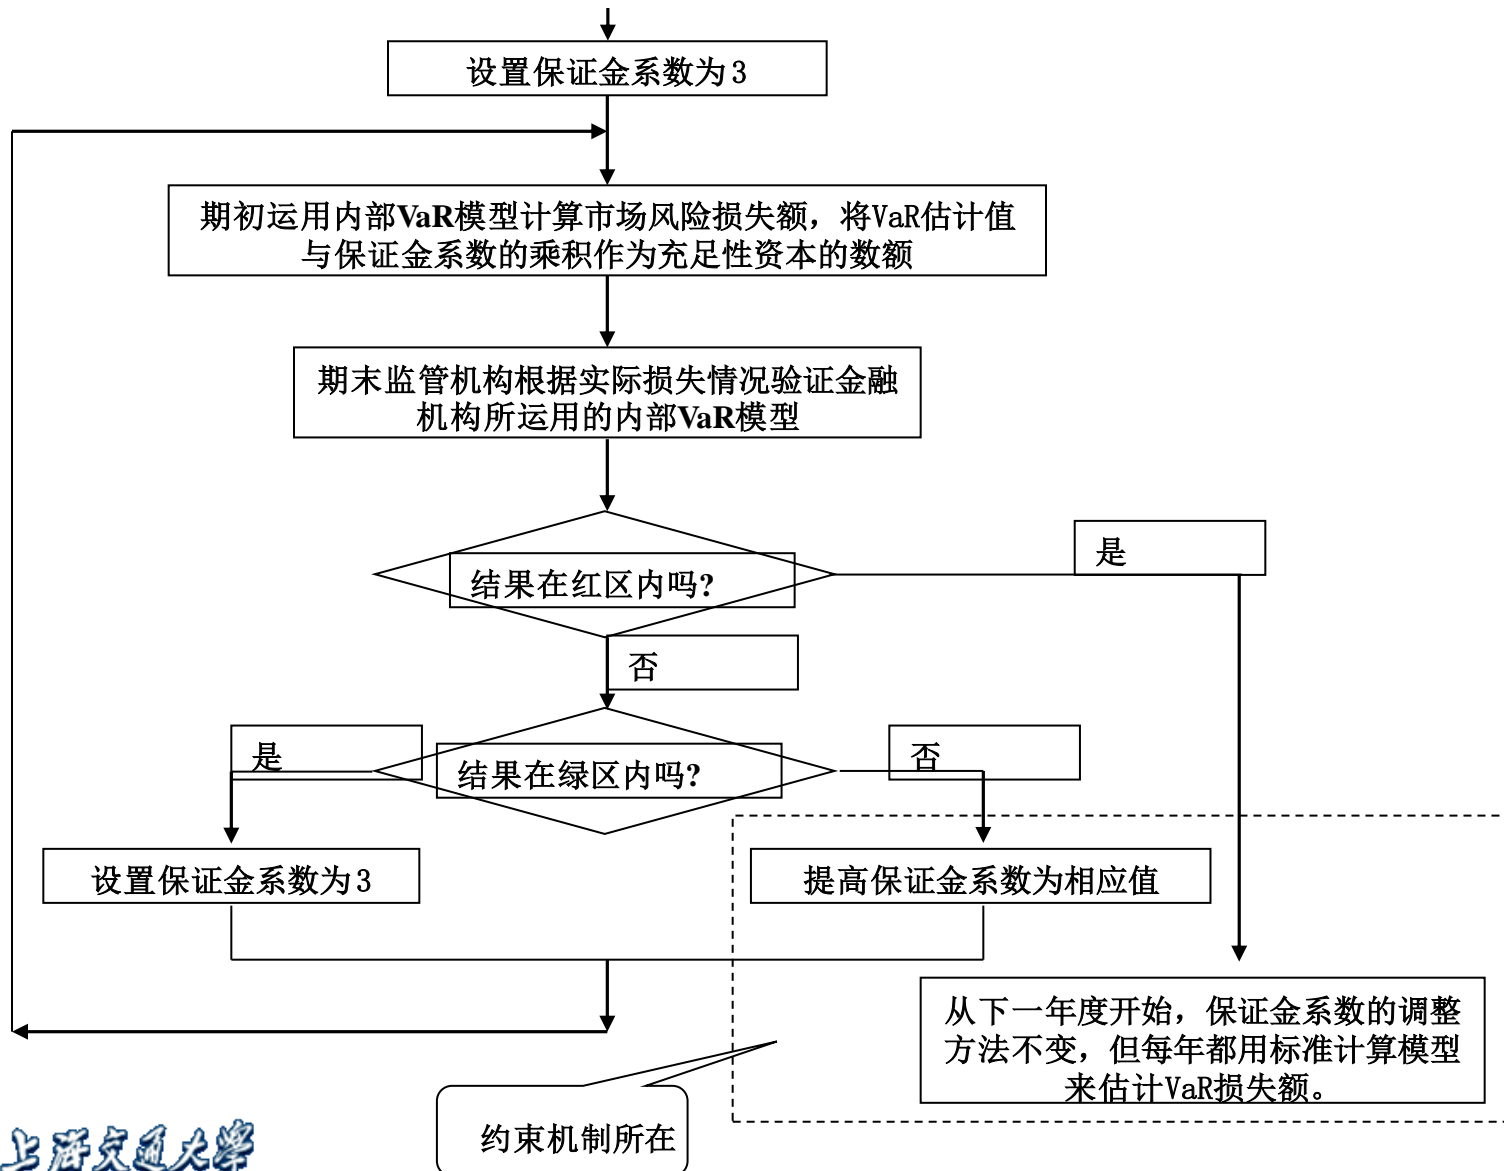 设置保证金系数为3
期初运用内部VaR模型计算市场风险损失额，将VaR估计值
与保证金系数的乘积作为充足性资本的数额
期末监管机构根据实际损失情况验证金融
机构所运用的内部VaR模型
是
结果在红区内吗?
否
是
否
结果在绿区内吗?
设置保证金系数为3
提高保证金系数为相应值
从下一年度开始，保证金系数的调整
方法不变，但每年都用标准计算模型
来估计VaR损失额。
约束机制所在
上海交通大学